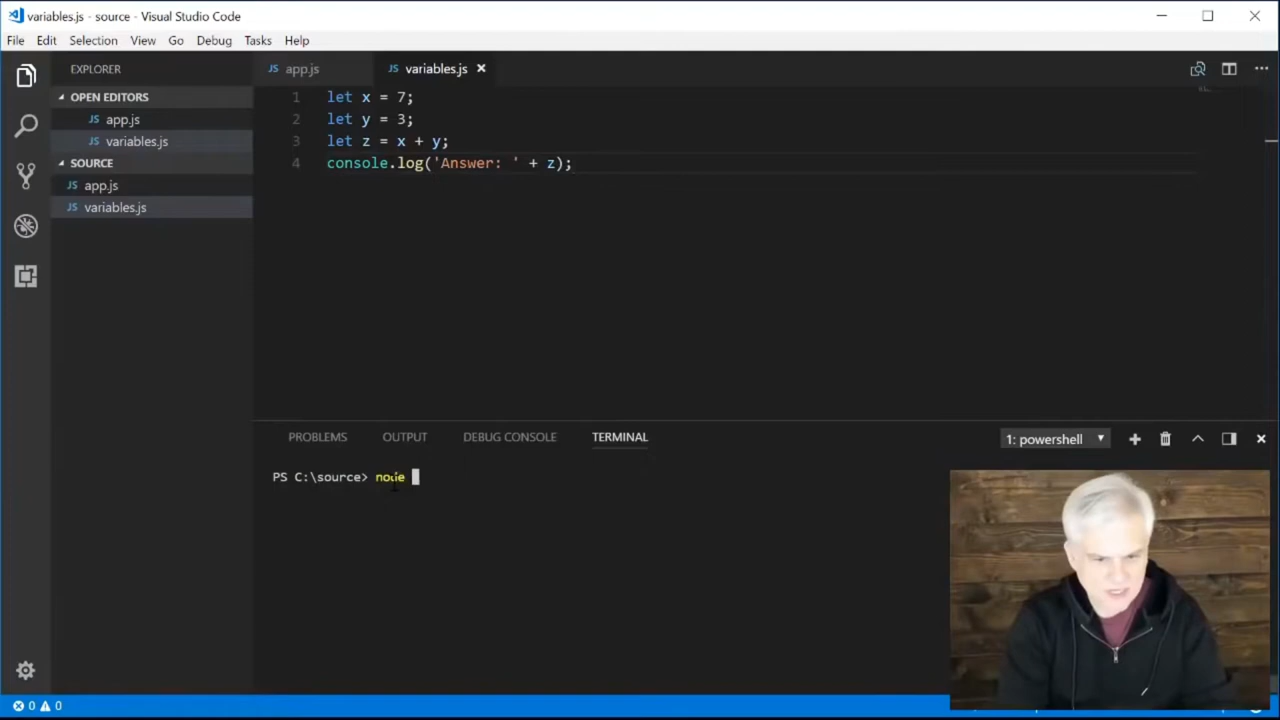 variables.js - source - Visual Studio Code
File Edit Selection View Go Debug Tasks Help
EXPLORER
OPEN EDITORS
JS app.js
JS variables.js
SOURCE
JS app.js
JS variables.js
JS app.js JS variables.js
1 let x = 7;
2 let y = 3;
3 let z = x + y;
4 console.log('Answer: ' + z);
PROBLEMS OUTPUT DEBUG CONSOLE TERMINAL
1: powershell
PS C:\source> node
0 0